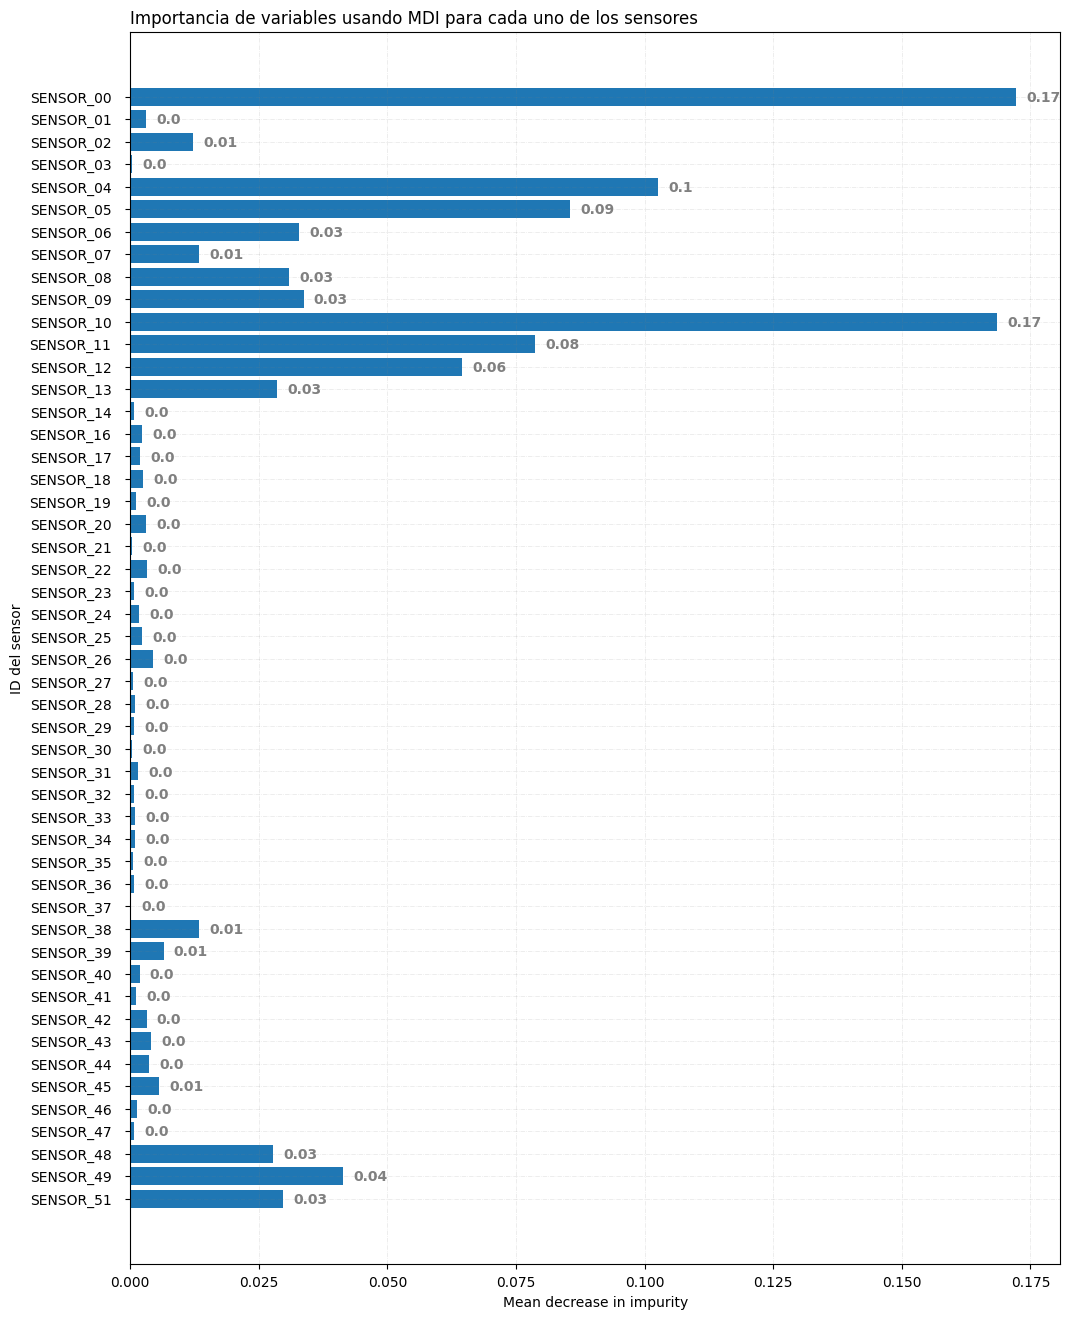 Importancia de variables usando MDI para cada uno de los sensores
SENSOR_00 0.17
SENSOR_01 0.0
SENSOR_02 0.01
SENSOR_03 0.0
SENSOR_04 0.1
SENSOR_05 0.09
SENSOR_06 0.03
SENSOR_07 0.01
SENSOR_08 0.03
SENSOR_09 0.03
SENSOR_10 0.17
SENSOR_11 0.08
SENSOR_12 0.06
SENSOR_13 0.03
SENSOR_14 0.0
SENSOR_16 0.0
SENSOR_17 0.0
SENSOR_18 0.0
SENSOR_19 0.0
SENSOR_20 0.0
SENSOR_21 0.0
SENSOR_22 0.0
SENSOR_23 0.0
SENSOR_24 0.0
SENSOR_25 0.0
SENSOR_26 0.0
SENSOR_27 0.0
SENSOR_28 0.0
SENSOR_29 0.0
SENSOR_30 0.0
SENSOR_31 0.0
SENSOR_32 0.0
SENSOR_33 0.0
SENSOR_34 0.0
SENSOR_35 0.0
SENSOR_36 0.0
SENSOR_37 0.0
SENSOR_38 0.01
SENSOR_39 0.01
SENSOR_40 0.0
SENSOR_41 0.0
SENSOR_42 0.0
SENSOR_43 0.0
SENSOR_44 0.0
SENSOR_45 0.01
SENSOR_46 0.0
SENSOR_47 0.0
SENSOR_48 0.03
SENSOR_49 0.04
SENSOR_51 0.03
ID del sensor
0.000 0.025 0.050 0.075 0.100 0.125 0.150 0.175
Mean decrease in impurity